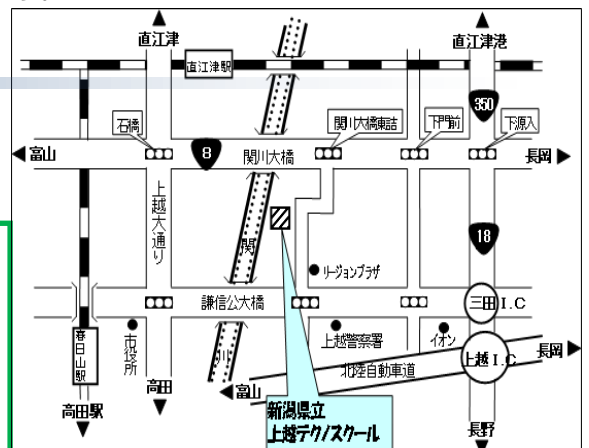 直江津
直江津港
直江津駅
350
石橋
関川大橋東詰
下門前
下源入
富山
8
関川大橋
長岡
上越大通り
関
18
リージョンプラザ
謙信公大橋
三田I.C
春日山駅
市役所
上越警察署
イオン
上越I.C
長岡
川
北陸自動車道
高田駅
高田
富山
新潟県立
上越テクノスクール
長野